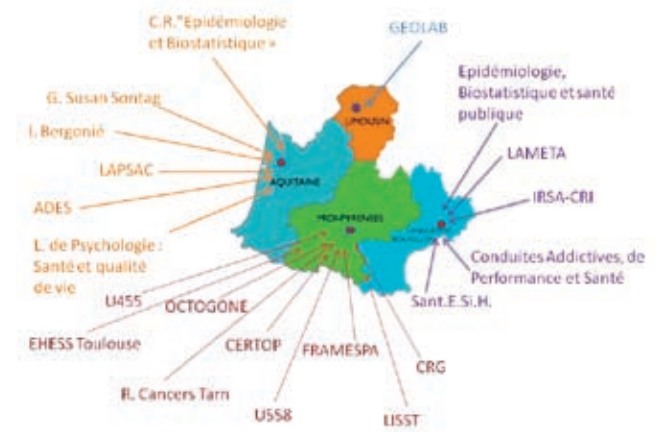 C.R."Epidémiologie
et Biostatistique »
GEOLAB
Epidémiologie,
Biostatistique et santé
publique
G. Susan Sontag
I. Bergonié
LIMOUSIN
LAMETA
LAPSAC
AQUITAINE
IRSA-CRI
ADES
MIDI-PYRENEES
L. de Psychologie :
Santé et qualité
de vie
Conduites Addictives, de
Performance et Santé
U455
OCTOGONE
Sant.E.Si.H.
EHESS Toulouse
CERTOP
FRAMESPA
CRG
R. Cancers Tarn
U558
LISST